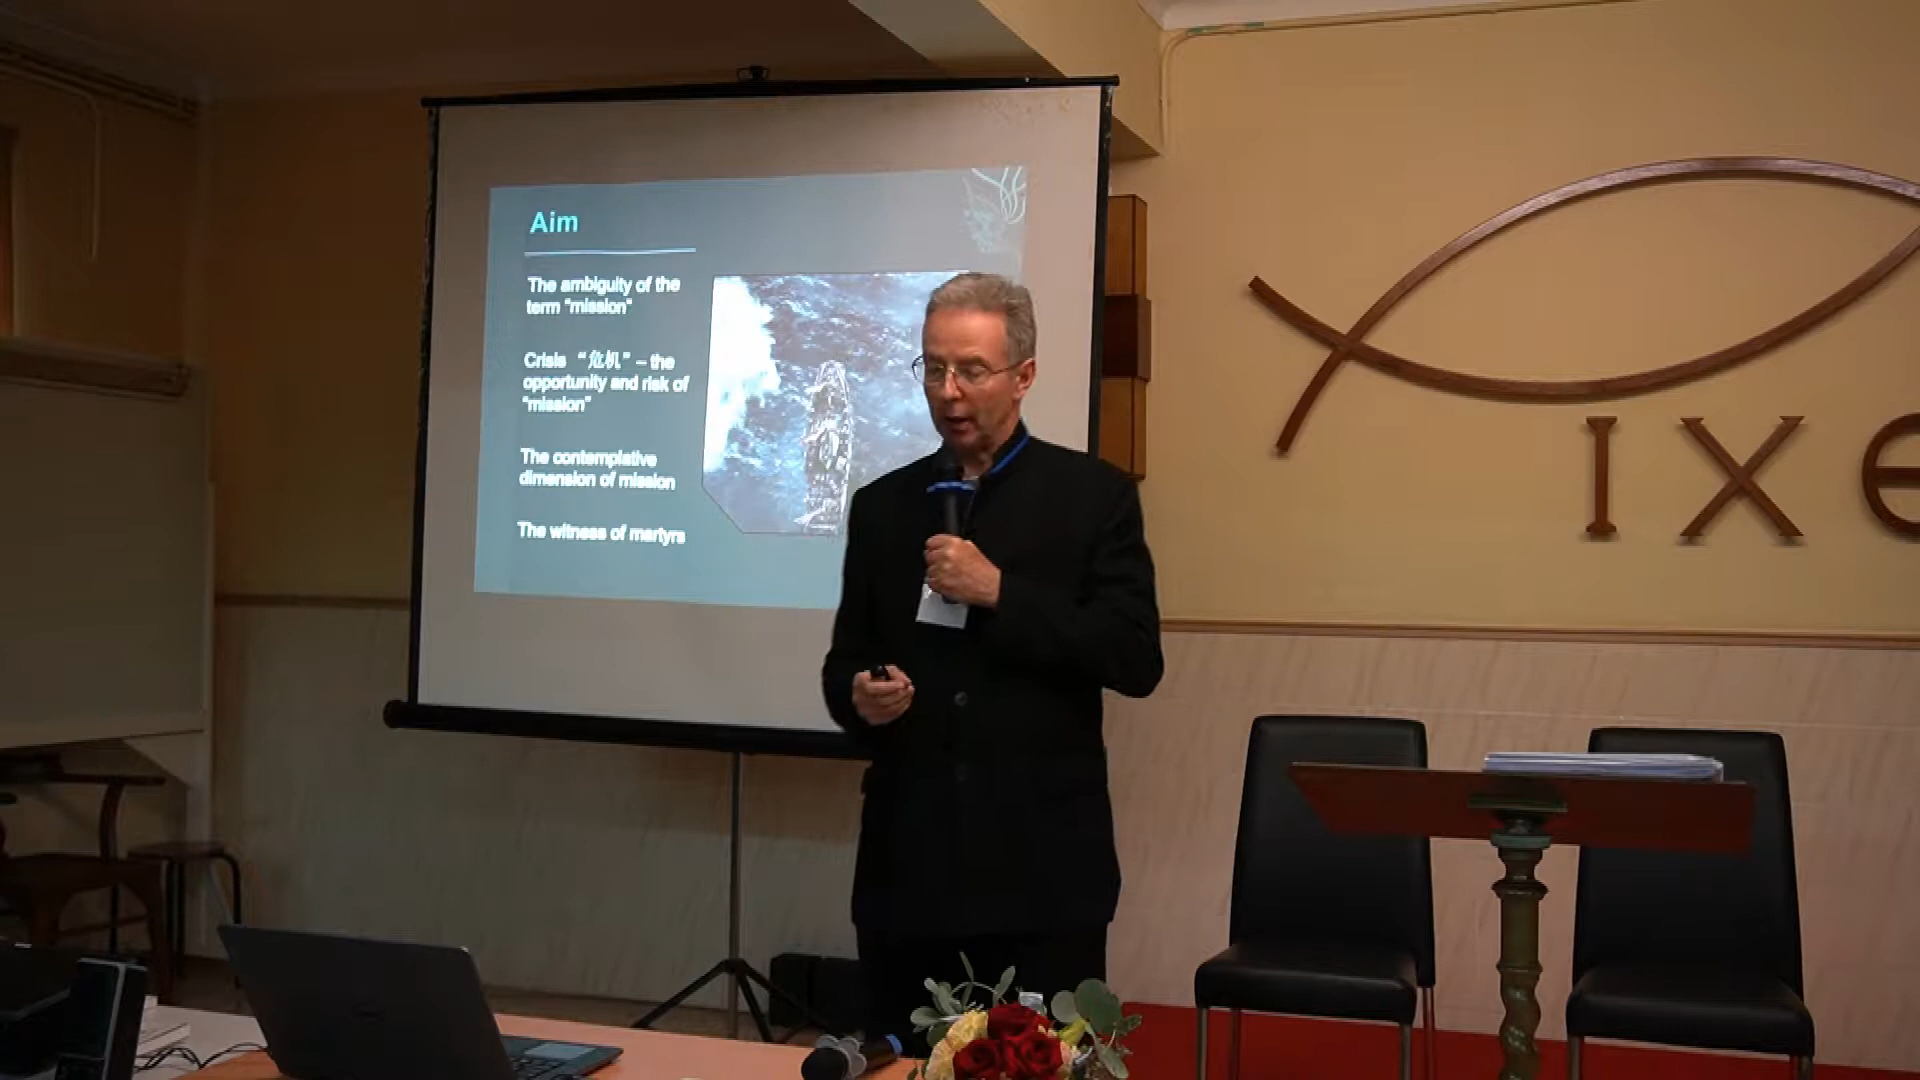 Aim
The ambiguity of the
term "mission"
Crisis “危机” – the
opportunity and risk of
"mission"
The contemplative
dimension of mission
The witness of martyrs
ΙΧΘ